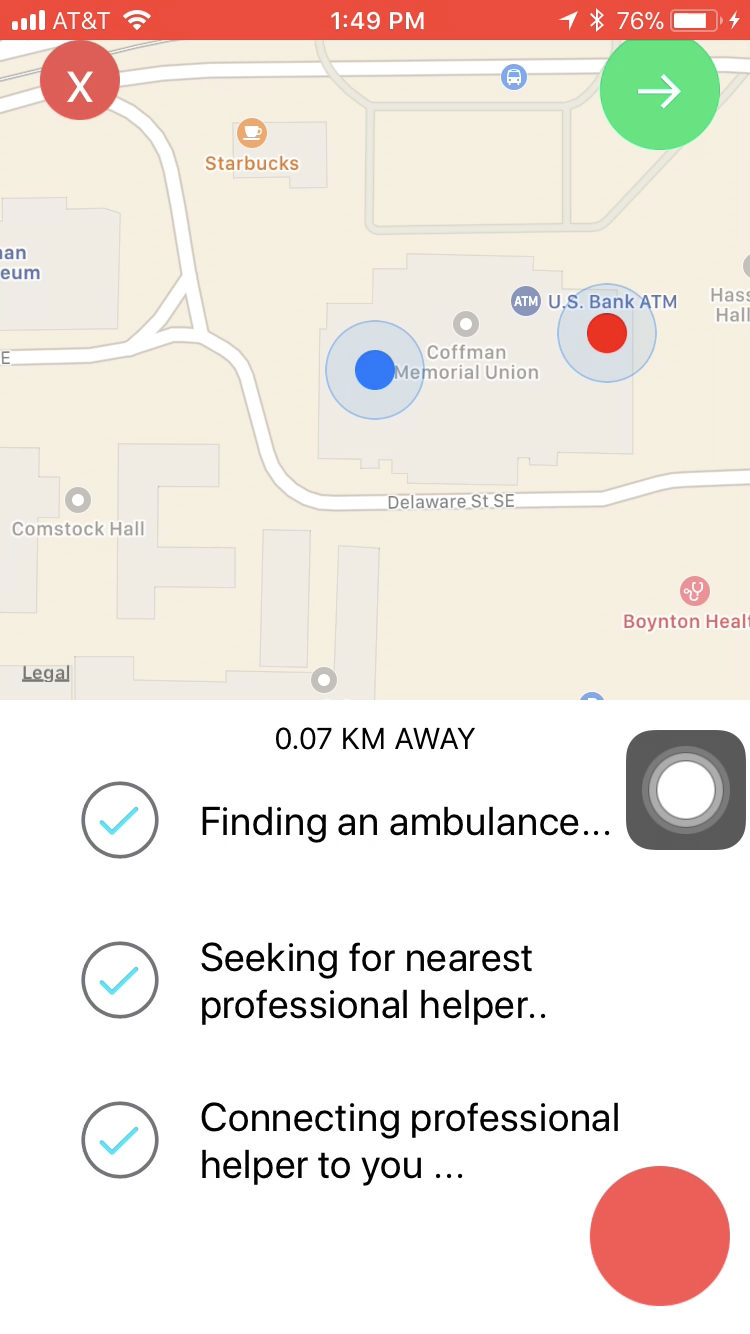 AT&T
1:49 PM
76%
X
→
Starbucks
an
eum
ATM
U.S. Bank ATM
Hass
Hall
Coffman
Memorial Union
E
Delaware St SE
Comstock Hall
Boynton Healt
Legal
0.07 KM AWAY
Finding an ambulance...
Seeking for nearest
professional helper..
Connecting professional
helper to you ...